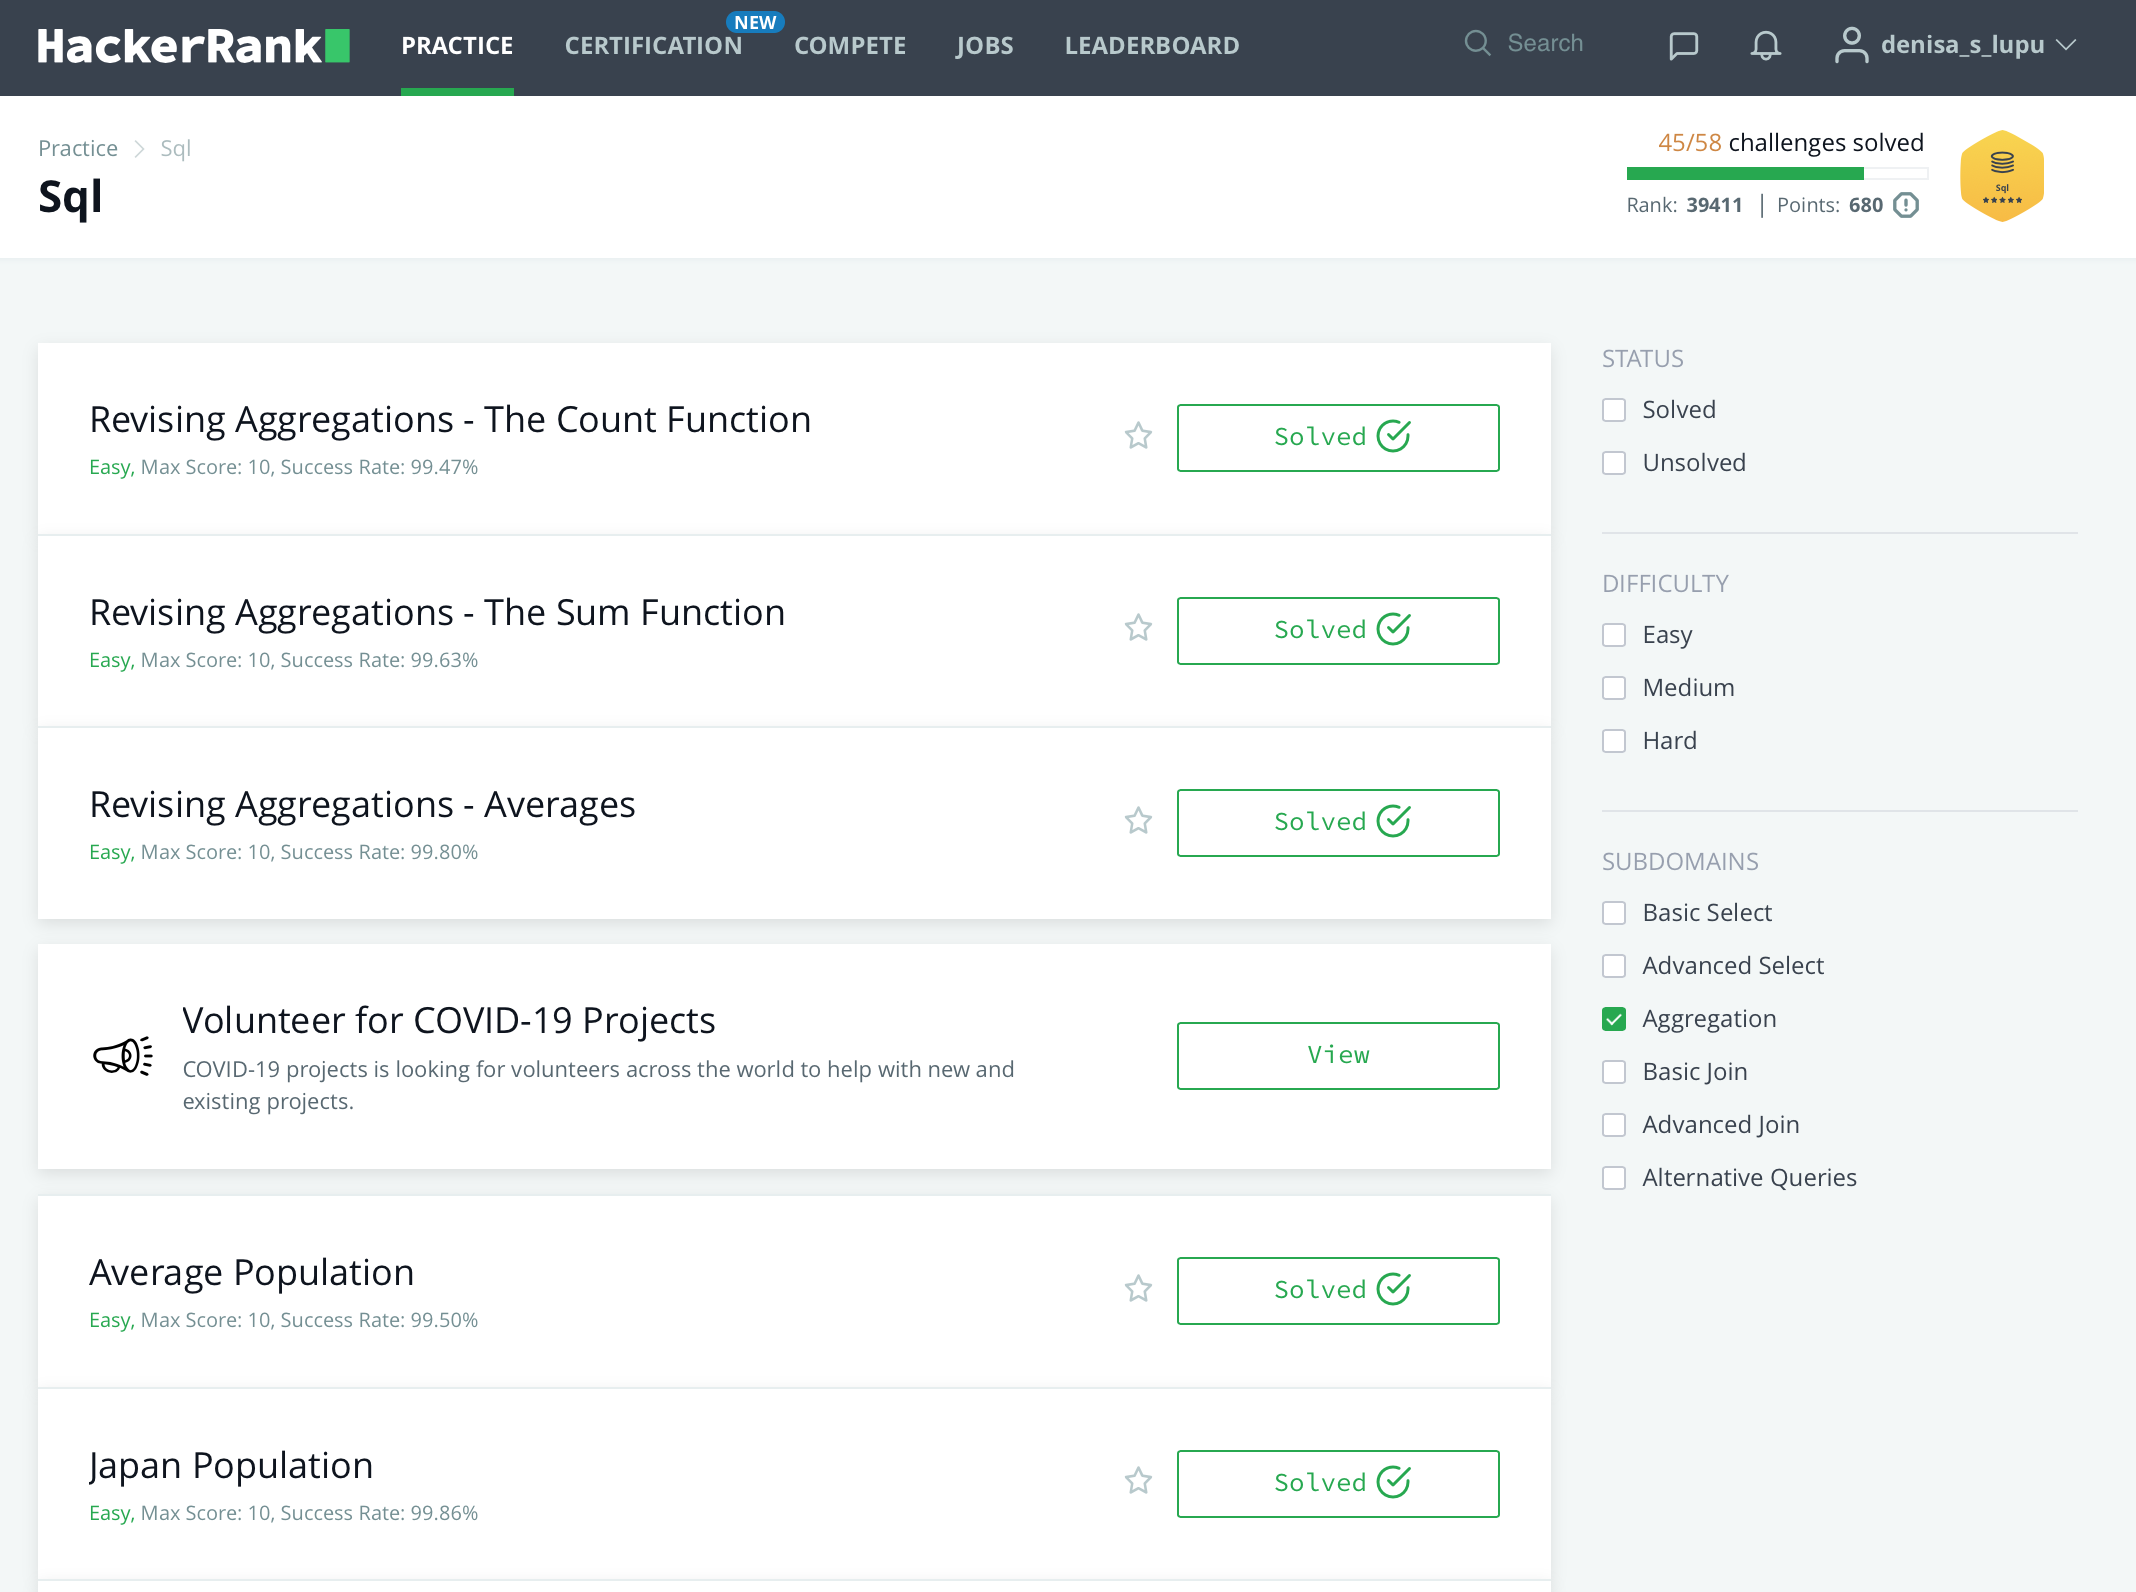 HackerRank
PRACTICE
CERTIFICATION
NEW
COMPETE
JOBS
LEADERBOARD
Search
denisa_s_lupu
Practice > Sql
Sql
45/58 challenges solved
Rank: 39411 | Points: 680
Sql
Revising Aggregations - The Count Function
Easy, Max Score: 10, Success Rate: 99.47%
Solved
Revising Aggregations - The Sum Function
Easy, Max Score: 10, Success Rate: 99.63%
Solved
Revising Aggregations - Averages
Easy, Max Score: 10, Success Rate: 99.80%
Solved
Volunteer for COVID-19 Projects
COVID-19 projects is looking for volunteers across the world to help with new and
existing projects.
View
Average Population
Easy, Max Score: 10, Success Rate: 99.50%
Solved
Japan Population
Easy, Max Score: 10, Success Rate: 99.86%
Solved
STATUS
Solved
Unsolved
DIFFICULTY
Easy
Medium
Hard
SUBDOMAINS
Basic Select
Advanced Select
Aggregation
Basic Join
Advanced Join
Alternative Queries